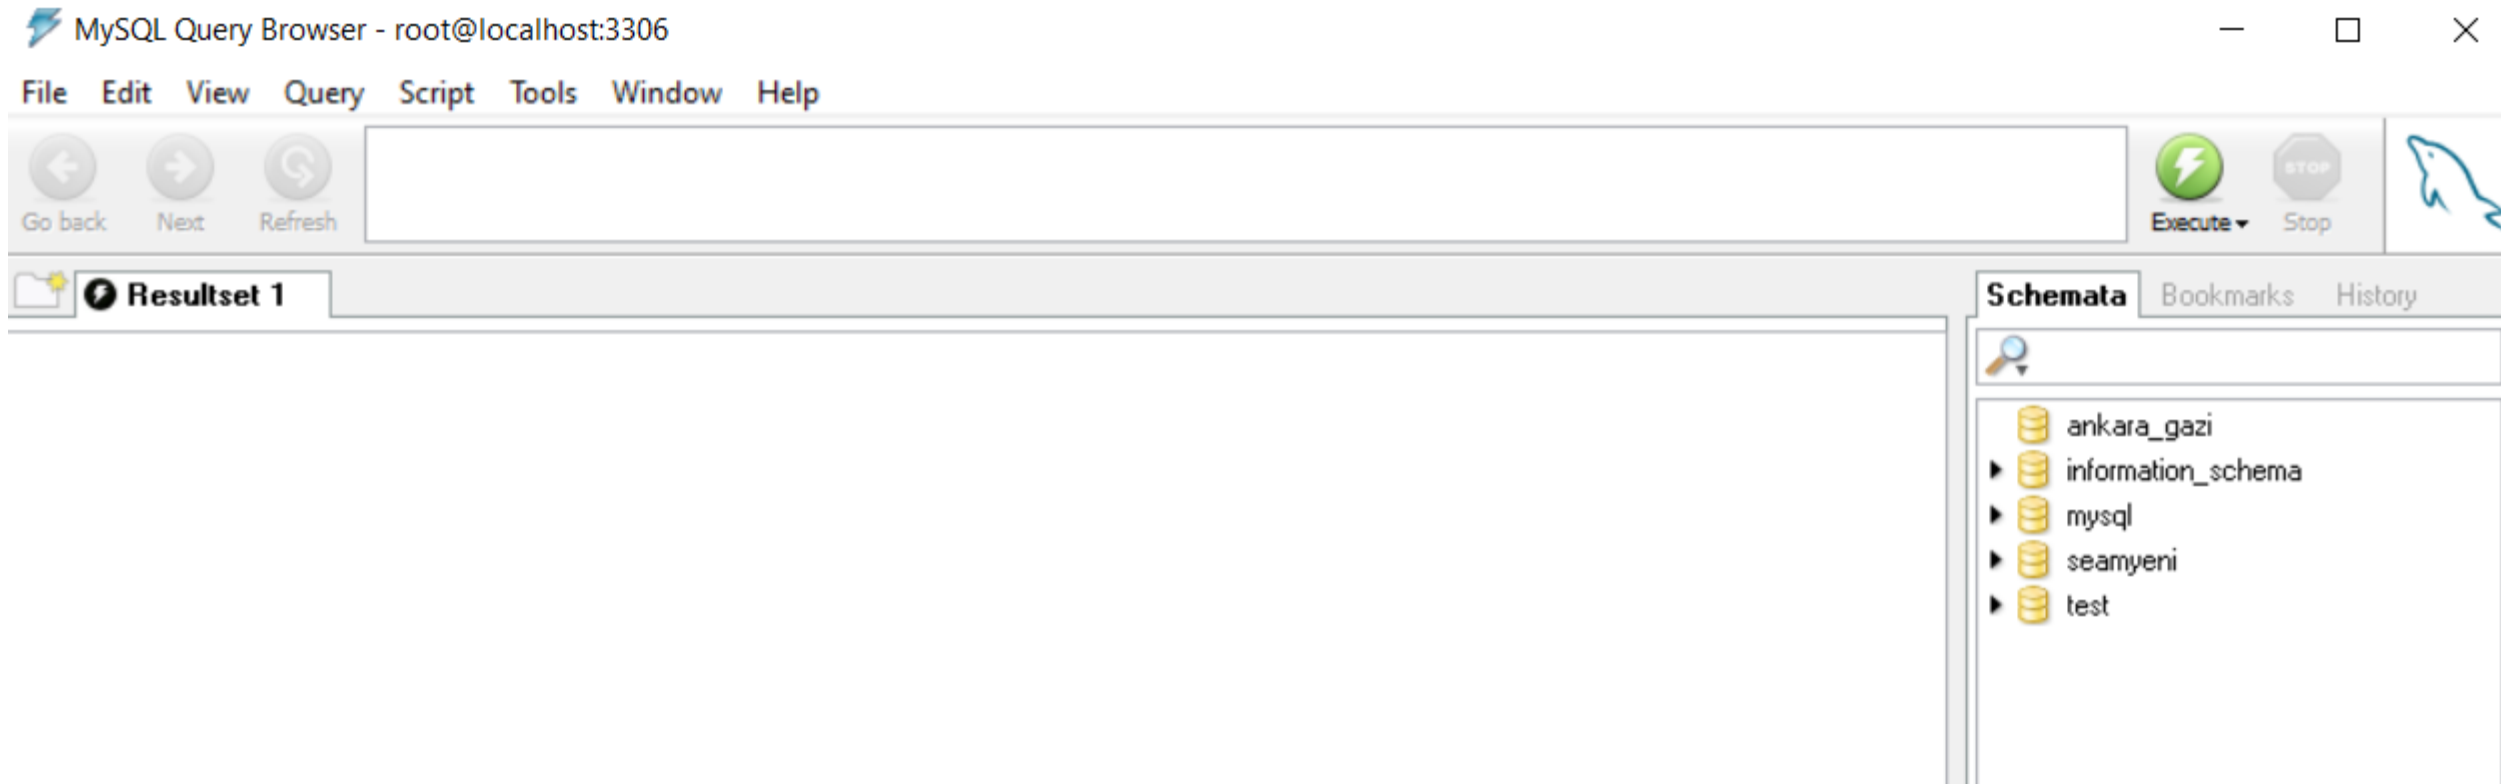 MySQL Query Browser - root@localhost:3306
File Edit View Query Script Tools Window Help
Go back Next Refresh Execute STOP Stop
Resultset 1
Schemata Bookmarks History
ankara_gazi
information_schema
mysql
seamyeni
test